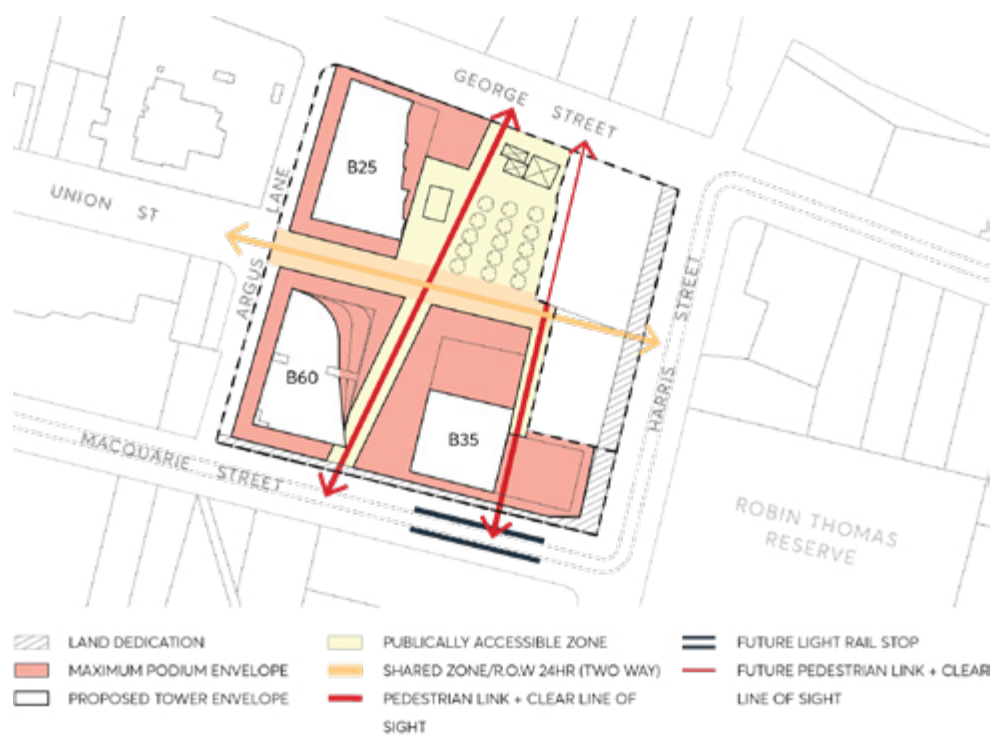 GEORGE STREET
B25
UNION ST
ARGUS LANE
HARRIS STREET
B60
B35
MACQUARIE STREET
ROBIN THOMAS
RESERVE
LAND DEDICATION
MAXIMUM PODIUM ENVELOPE
PROPOSED TOWER ENVELOPE
PUBLICALLY ACCESSIBLE ZONE
SHARED ZONE/R.O.W 24HR (TWO WAY)
PEDESTRIAN LINK + CLEAR LINE OF
SIGHT
FUTURE LIGHT RAIL STOP
FUTURE PEDESTRIAN LINK + CLEAR
LINE OF SIGHT